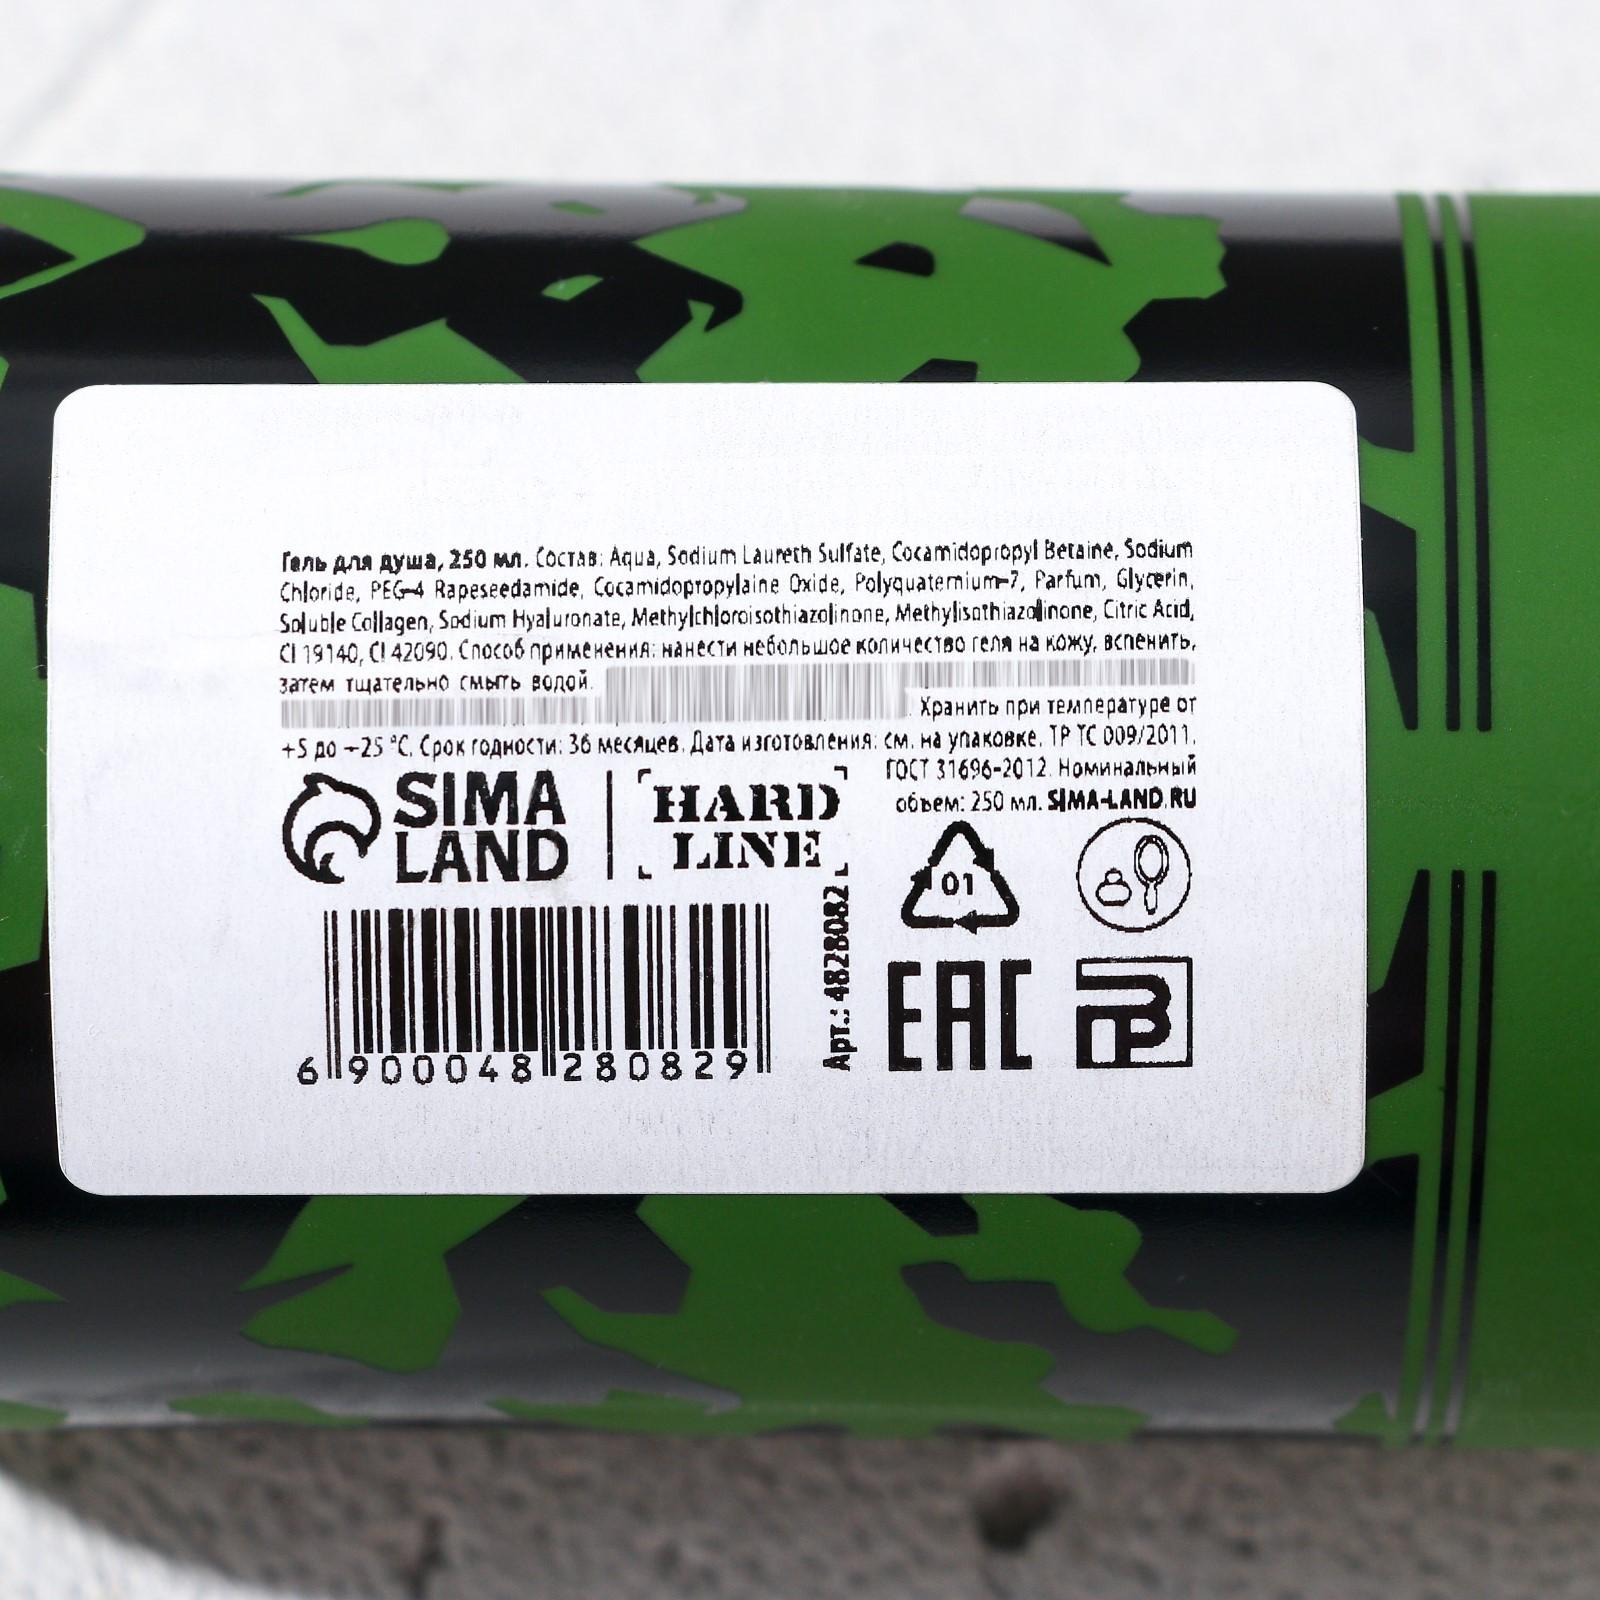 Гель для душа, 250 мл. Состав: Aqua, Sodium Laureth Sulfate, Cocamidopropyl Betaine, Sodium
Chloride, PEG-4 Rapeseedamide, Cocamidopropylaine Oxide, Polyquaternium-7, Parfum, Glycerin,
Soluble Collagen, Sodium Hyaluronate, Methylchloroisothiazolinone, Methylisothiazolinone, Citric Acid,
CI 19140, CI 42090. Способ применения: нанести небольшое количество геля на кожу, вспенить,
затем тщательно смыть водой.
Хранить при температуре от
+5 до +25 °C. Срок годности: 36 месяцев. Дата изготовления: см. на упаковке. ТР ТС 009/2011.
ГОСТ 31696-2012. Номинальный
объем: 250 мл. SIMA-LAND.RU
SIMA
LAND
HARD
LINE
01
Арт.: 4828082
EAC
РБ
6 900048 280829